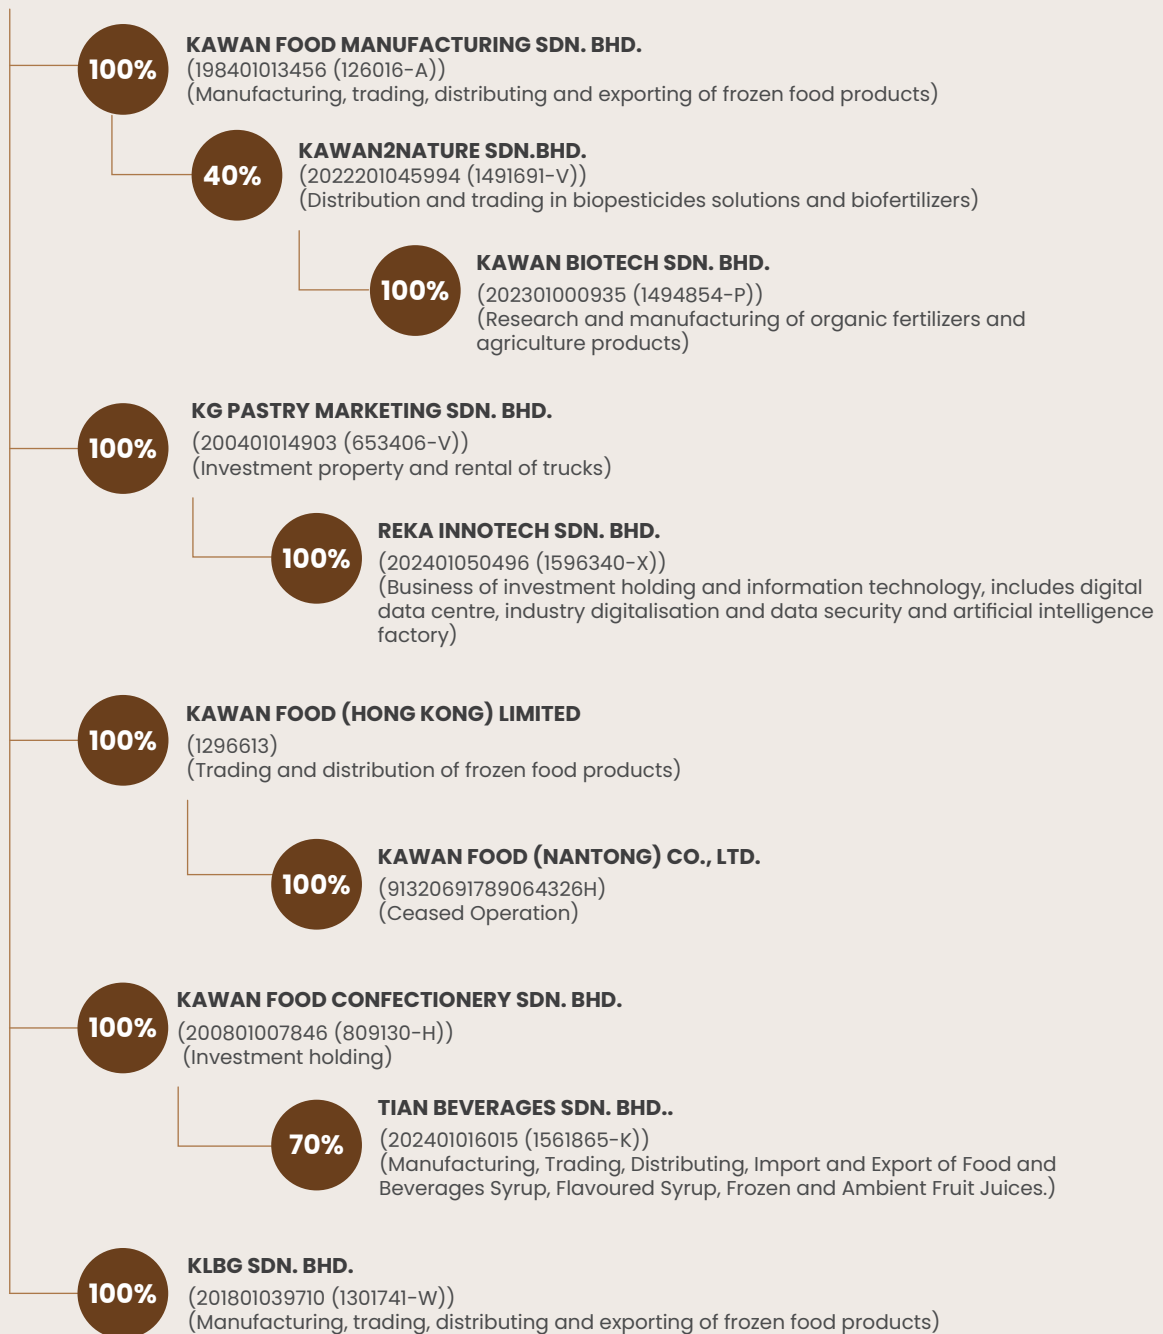 100%
KAWAN FOOD MANUFACTURING SDN. BHD.
(198401013456 (126016-A))
(Manufacturing, trading, distributing and exporting of frozen food products)
40%
KAWAN2NATURE SDN.BHD.
(2022201045994 (1491691-V))
(Distribution and trading in biopesticides solutions and biofertilizers)
100%
KAWAN BIOTECH SDN. BHD.
(202301000935 (1494854-P))
(Research and manufacturing of organic fertilizers and
agriculture products)
100%
KG PASTRY MARKETING SDN. BHD.
(200401014903 (653406-V))
(Investment property and rental of trucks)
100%
REKA INNOTECH SDN. BHD.
(202401050496 (1596340-X))
(Business of investment holding and information technology, includes digital
data centre, industry digitalisation and data security and artificial intelligence
factory)
100%
KAWAN FOOD (HONG KONG) LIMITED
(1296613)
(Trading and distribution of frozen food products)
100%
KAWAN FOOD (NANTONG) CO., LTD.
(91320691789064326H)
(Ceased Operation)
100%
KAWAN FOOD CONFECTIONERY SDN. BHD.
(200801007846 (809130-H))
(Investment holding)
70%
TIAN BEVERAGES SDN. BHD..
(202401016015 (1561865-K))
(Manufacturing, Trading, Distributing, Import and Export of Food and
Beverages Syrup, Flavoured Syrup, Frozen and Ambient Fruit Juices.)
100%
KLBG SDN. BHD.
(201801039710 (1301741-W))
(Manufacturing, trading, distributing and exporting of frozen food products)